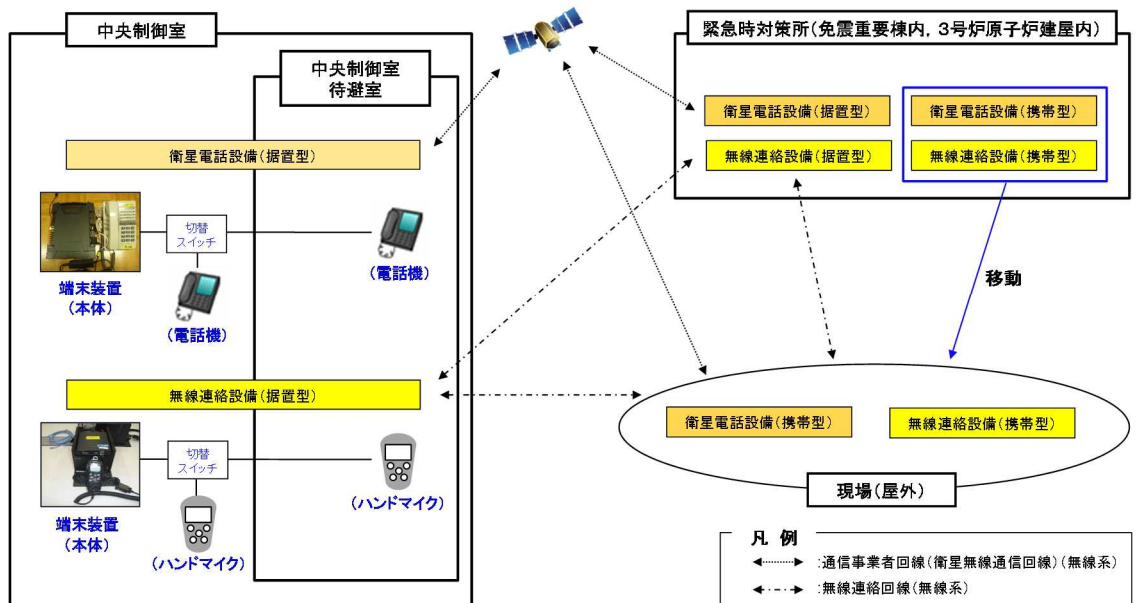 中央制御室
中央制御室
待避室
衛星電話設備(据置型)
切替
スイッチ
端末装置
(本体)
(電話機)
(電話機)
無線連絡設備(据置型)
切替
スイッチ
端末装置
(本体)
(ハンドマイク)
(ハンドマイク)
緊急時対策所(免震重要棟内,3号炉原子炉建屋内)
衛星電話設備(据置型)
衛星電話設備(携帯型)
無線連絡設備(据置型)
無線連絡設備(携帯型)
移動
衛星電話設備(携帯型)
無線連絡設備(携帯型)
現場(屋外)
凡 例
:通信事業者回線(衛星無線通信回線)(無線系)
:無線連絡回線(無線系)